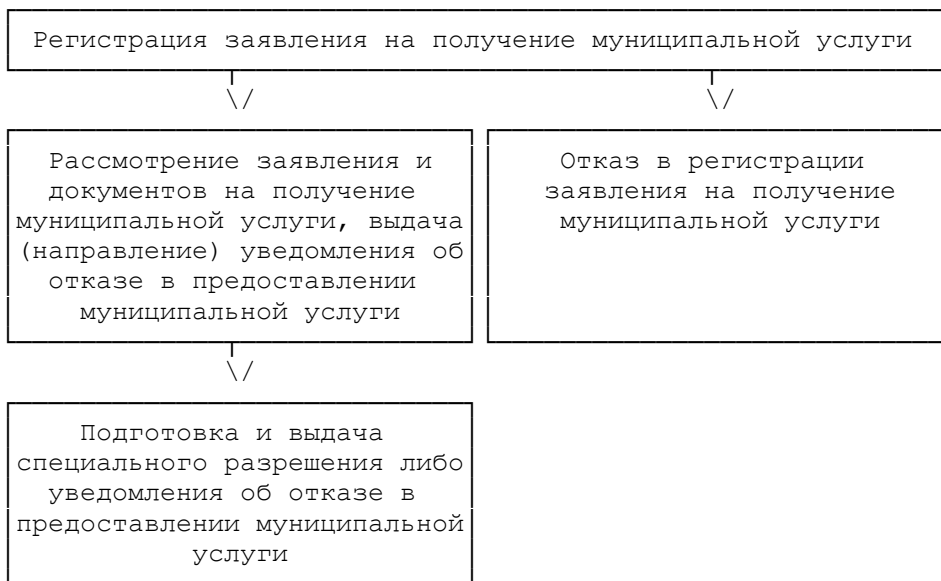 Регистрация заявления на получение муниципальной услуги
Рассмотрение заявления и
документов на получение
муниципальной услуги, выдача
(направление) уведомления об
отказе в предоставлении
муниципальной услуги
Отказ в регистрации
заявления на получение
муниципальной услуги
Подготовка и выдача
специального разрешения либо
уведомления об отказе в
предоставлении муниципальной
услуги